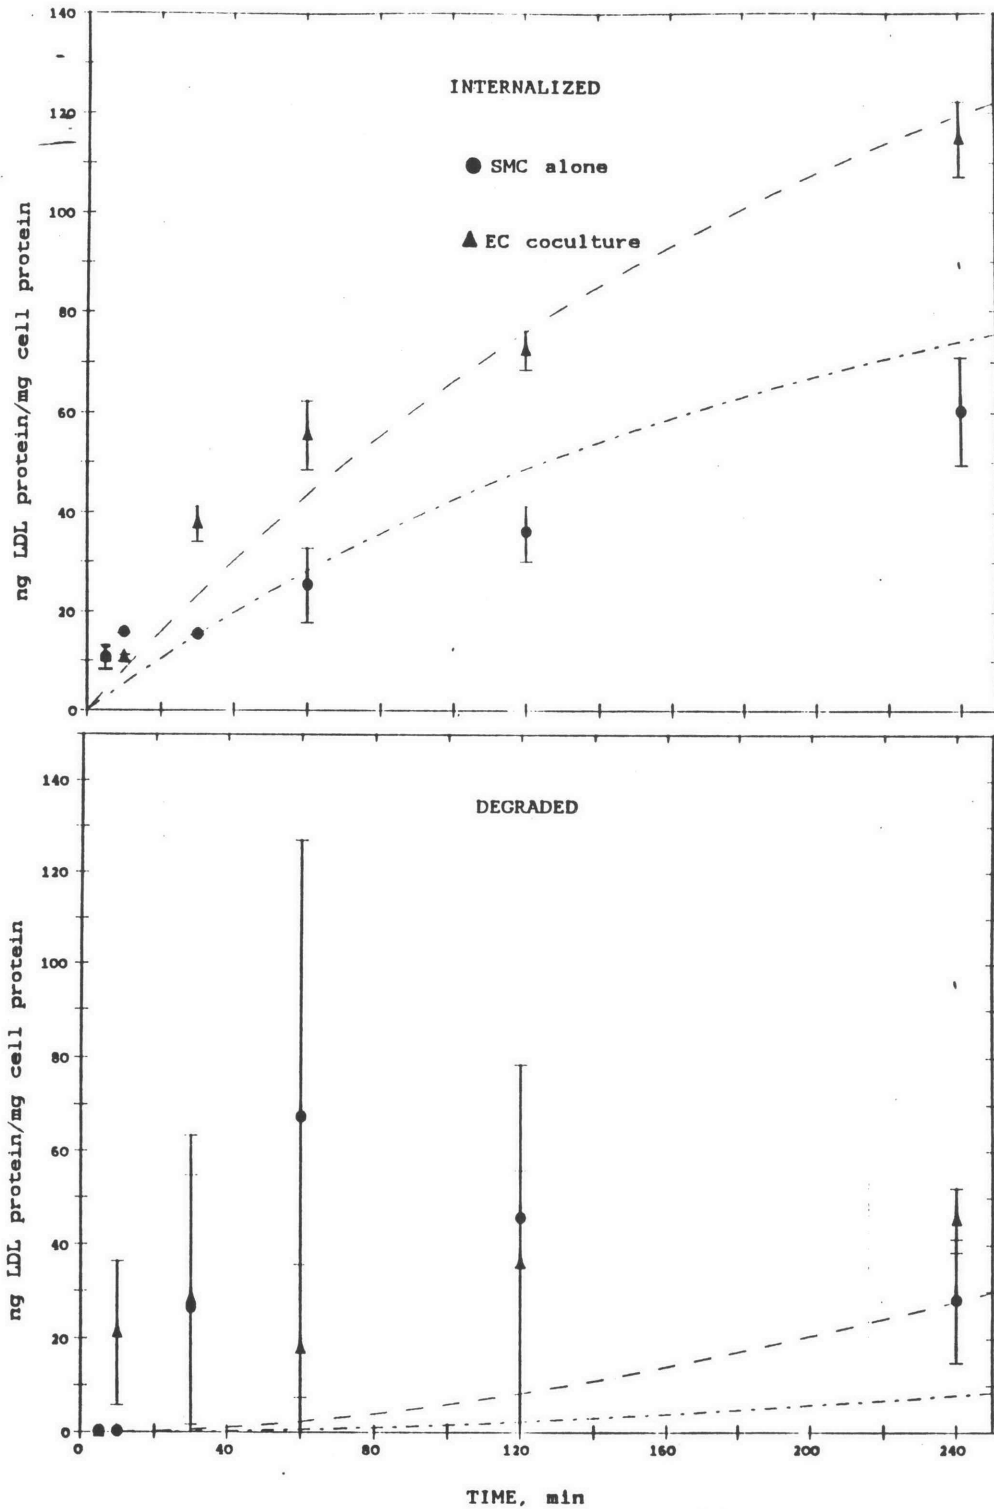 140
INTERNALIZED
120
● SMC alone
100
▲ EC coculture
80
60
40
20
0
ng LDL protein/mg cell protein
140
DEGRADED
120
100
80
60
40
20
0
ng LDL protein/mg cell protein
0 40 80 120 160 200 240
TIME, min